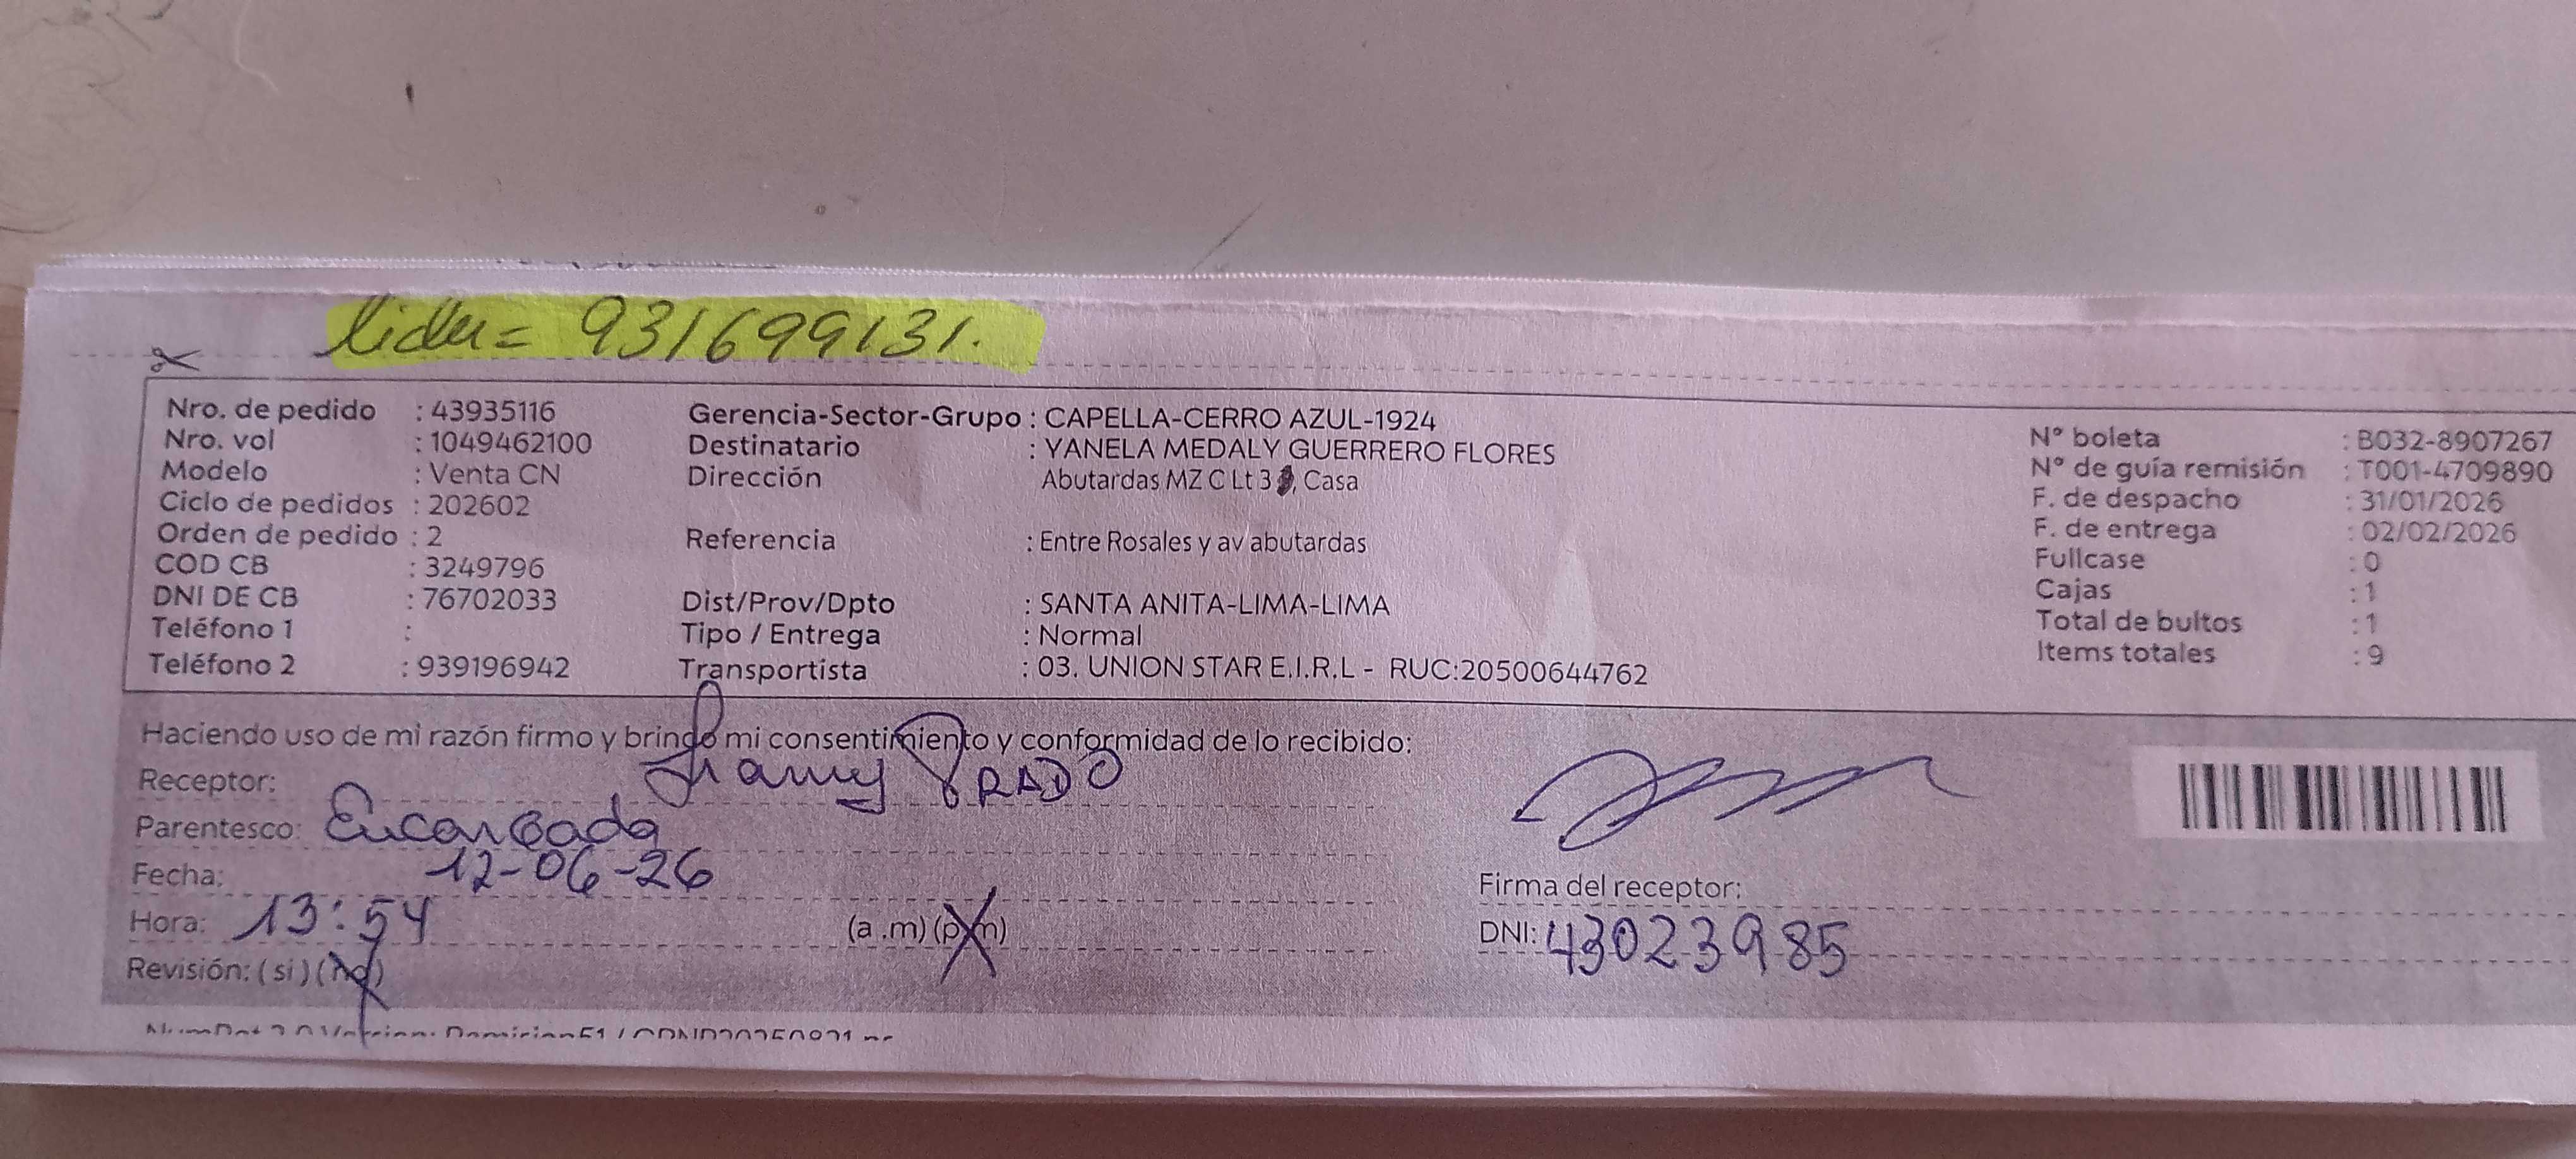 lider = 931699131.
Nro. de pedido : 43935116
Nro. vol : 1049462100
Modelo : Venta CN
Ciclo de pedidos : 202602
Orden de pedido : 2
COD CB : 3249796
DNI DE CB : 76702033
Teléfono 1 :
Teléfono 2 : 939196942
Gerencia-Sector-Grupo : CAPELLA-CERRO AZUL-1924
Destinatario : YANELA MEDALY GUERRERO FLORES
Dirección Abutardas MZ C Lt 3 , Casa
Referencia : Entre Rosales y av abutardas
Dist/Prov/Dpto : SANTA ANITA-LIMA-LIMA
Tipo / Entrega : Normal
Transportista : 03. UNION STAR E.I.R.L - RUC:20500644762
N° boleta : B032-8907267
N° de guía remisión : T001-4709890
F. de despacho : 31/01/2026
F. de entrega : 02/02/2026
Fullcase : 0
Cajas : 1
Total de bultos : 1
Items totales : 9
Haciendo uso de mi razón firmo y bringo mi consentimiento y conformidad de lo recibido:
Receptor: PRADO
Parentesco: Encargada
Fecha: 12-06-26
Hora: 13:54 (a .m) (p.m)
Revisión: ( si ) ( no )
Firma del receptor:
DNI: 43023985